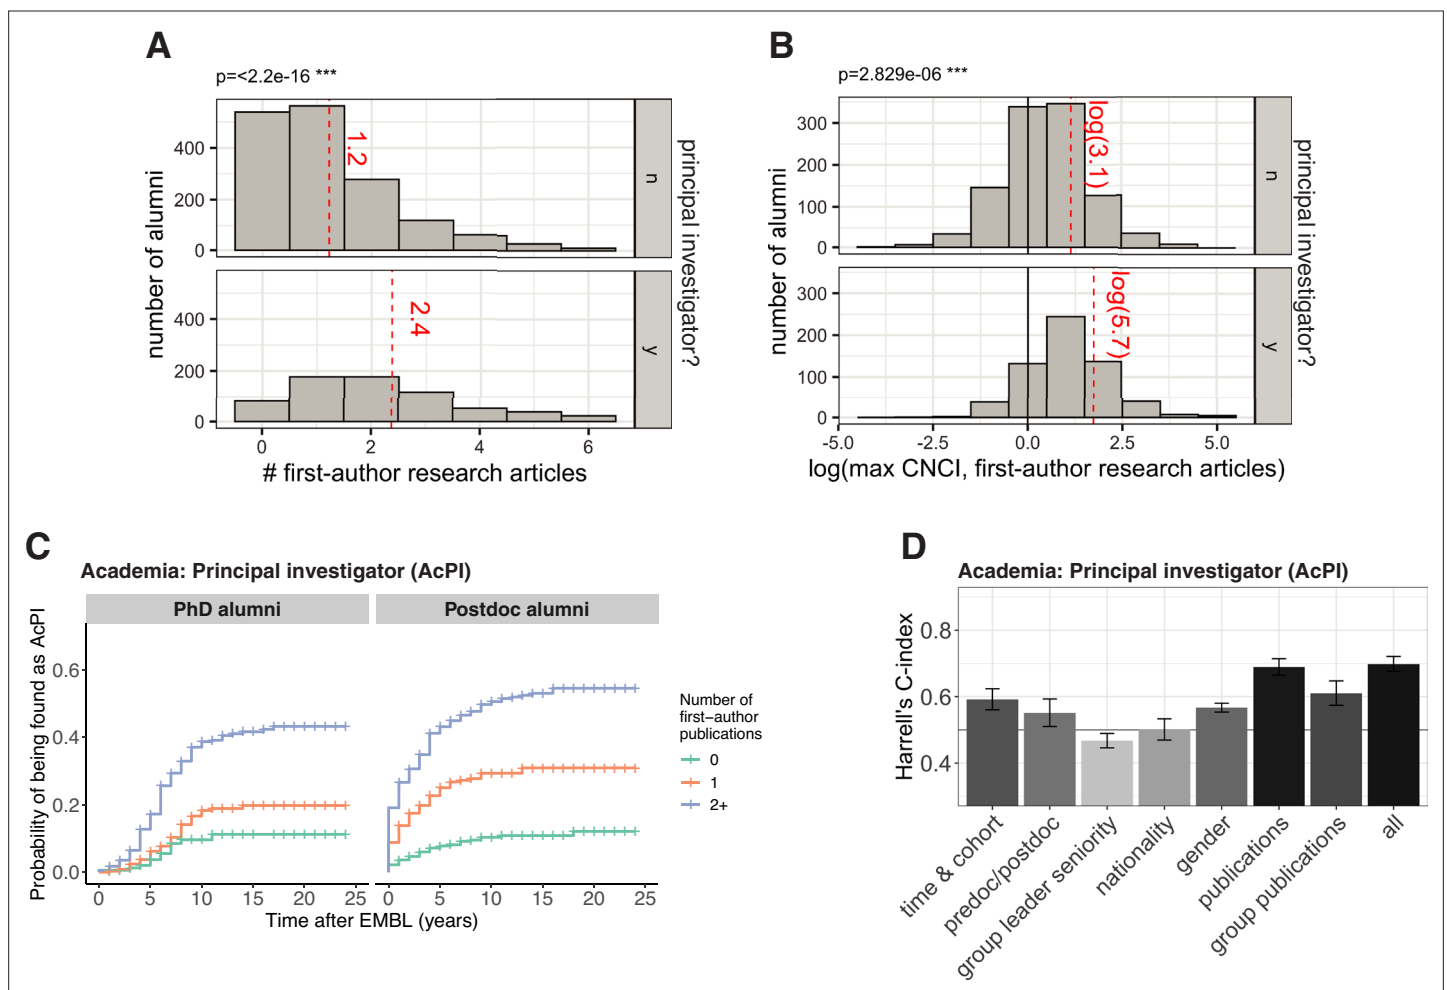 A
p=<2.2e-16 ***
number of alumni
400
200
0
1.2
n
number of alumni
400
200
0
2.4
y
principal investigator?
0 2 4 6
# first-author research articles
B
p=2.829e-06 ***
number of alumni
300
200
100
0
log(3.1)
n
number of alumni
300
200
100
0
log(5.7)
y
principal investigator?
-5.0 -2.5 0.0 2.5 5.0
log(max CNCI, first-author research articles)
C
Academia: Principal investigator (AcPI)
PhD alumni Postdoc alumni
Probability of being found as AcPI
0.6
0.4
0.2
0.0
0 5 10 15 20 25 0 5 10 15 20 25
Time after EMBL (years)
Number of
first−author
publications
0
1
2+
D
Academia: Principal investigator (AcPI)
Harrell's C-index
0.8
0.6
0.4
time & cohort
predoc/postdoc
group leader seniority
nationality
gender
publications
group publications
all